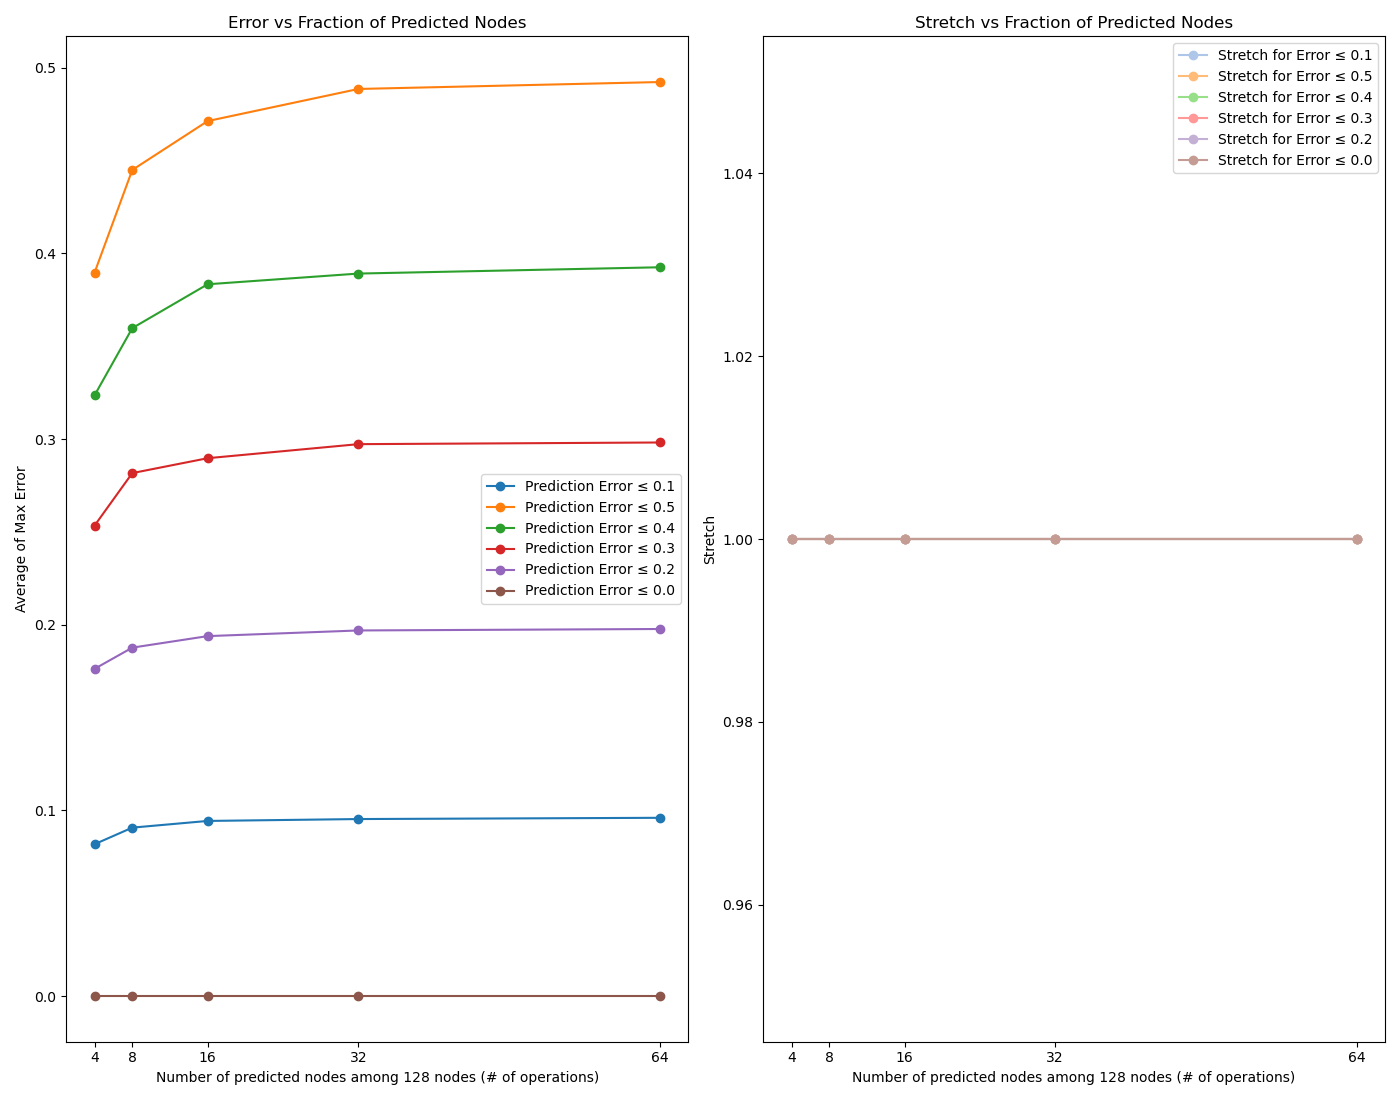 Error vs Fraction of Predicted Nodes
Average of Max Error
0.5
0.4
0.3
0.2
0.1
0.0
Prediction Error ≤ 0.1
Prediction Error ≤ 0.5
Prediction Error ≤ 0.4
Prediction Error ≤ 0.3
Prediction Error ≤ 0.2
Prediction Error ≤ 0.0
4 8 16 32 64
Number of predicted nodes among 128 nodes (# of operations)
Stretch vs Fraction of Predicted Nodes
Stretch
1.04
1.02
1.00
0.98
0.96
Stretch for Error ≤ 0.1
Stretch for Error ≤ 0.5
Stretch for Error ≤ 0.4
Stretch for Error ≤ 0.3
Stretch for Error ≤ 0.2
Stretch for Error ≤ 0.0
4 8 16 32 64
Number of predicted nodes among 128 nodes (# of operations)